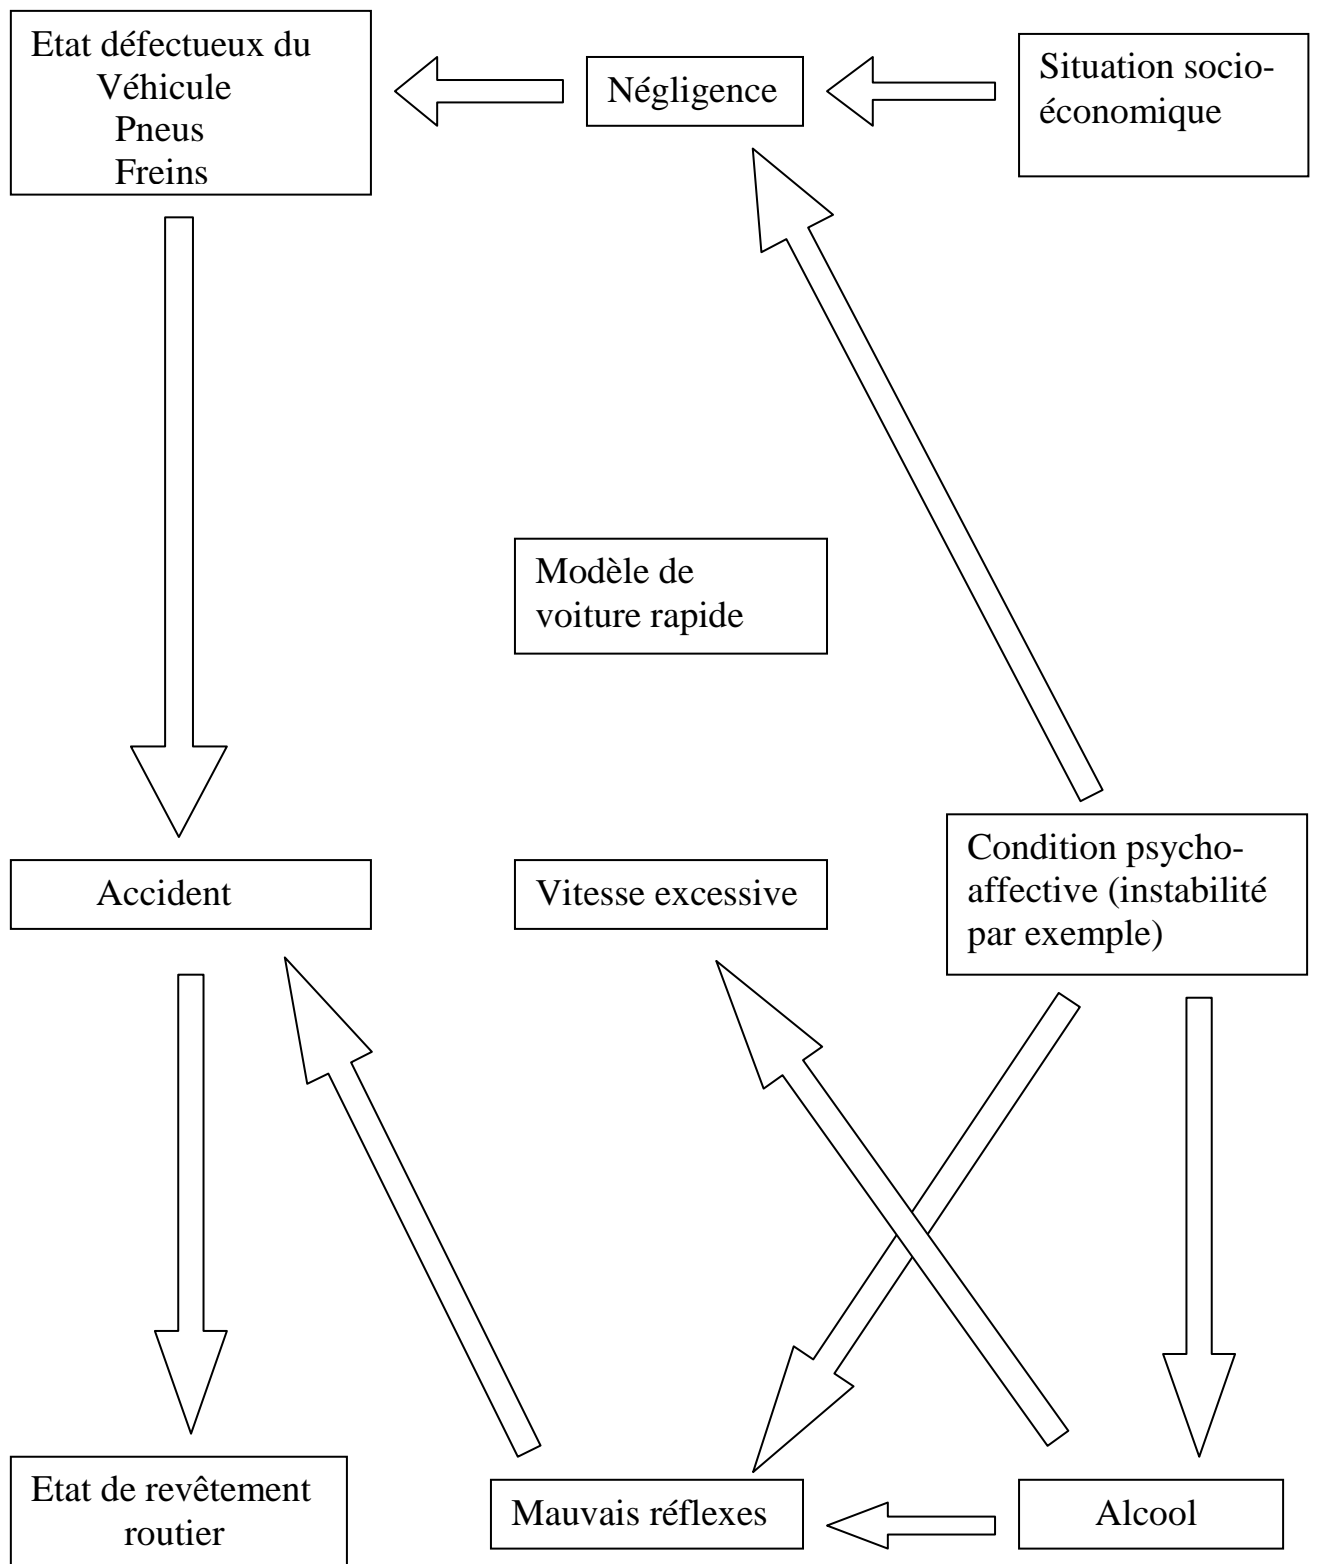 Etat défectueux du
Véhicule
Pneus
Freins
Négligence
Situation socio-
économique
Modèle de
voiture rapide
Accident
Vitesse excessive
Condition psycho-
affective (instabilité
par exemple)
Etat de revêtement
routier
Mauvais réflexes
Alcool